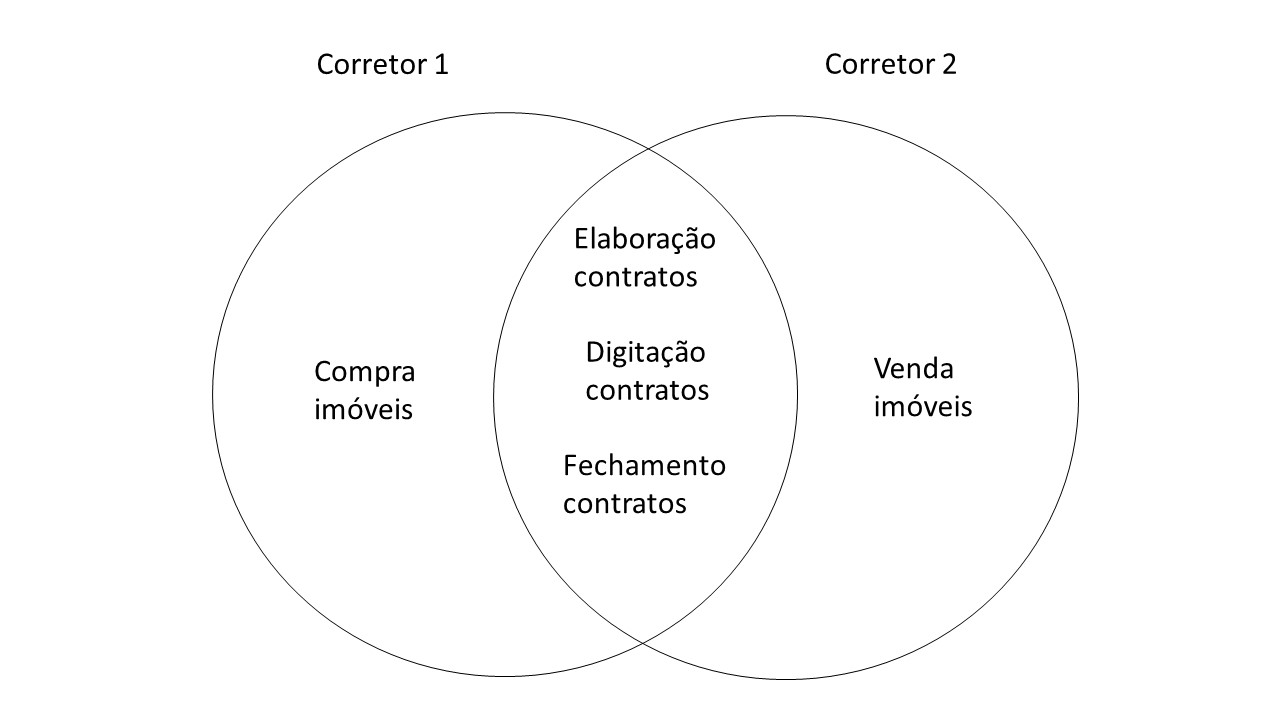 Corretor 1
Corretor 2
Elaboração
contratos
Digitação
contratos
Compra
imóveis
Venda
imóveis
Fechamento
contratos